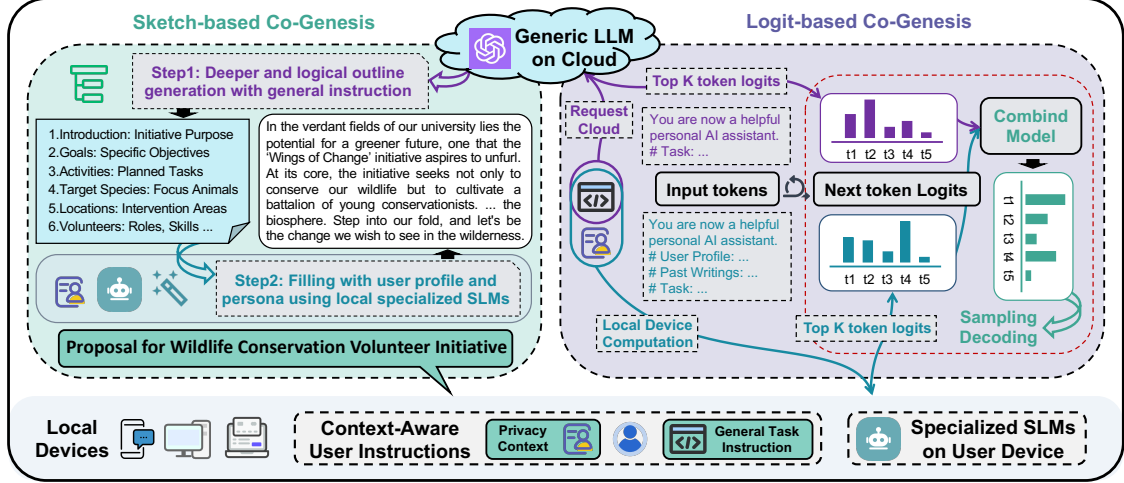 Sketch-based Co-Genesis
Generic LLM
on Cloud
Logit-based Co-Genesis
Step1: Deeper and logical outline
generation with general instruction
1.Introduction: Initiative Purpose
2.Goals: Specific Objectives
3.Activities: Planned Tasks
4.Target Species: Focus Animals
5.Locations: Intervention Areas
6.Volunteers: Roles, Skills ...
In the verdant fields of our university lies the
potential for a greener future, one that the
‘Wings of Change’ initiative aspires to unfurl.
At its core, the initiative seeks not only to
conserve our wildlife but to cultivate a
battalion of young conservationists. ... the
biosphere. Step into our fold, and let's be
the change we wish to see in the wilderness.
Step2: Filling with user profile and
persona using local specialized SLMs
Proposal for Wildlife Conservation Volunteer Initiative
Top K token logits
Request
Cloud
You are now a helpful
personal AI assistant.
# Task: ...
t1 t2 t3 t4 t5
Combind
Model
Input tokens
Next token Logits
You are now a helpful
personal AI assistant.
# User Profile: ...
# Past Writings: ...
# Task: ...
t1 t2 t3 t4 t5
t1
t2
t3
t4
t5
Local Device
Computation
Top K token logits
Sampling
Decoding
Local
Devices
Context-Aware
User Instructions
Privacy
Context
General Task
Instruction
Specialized SLMs
on User Device